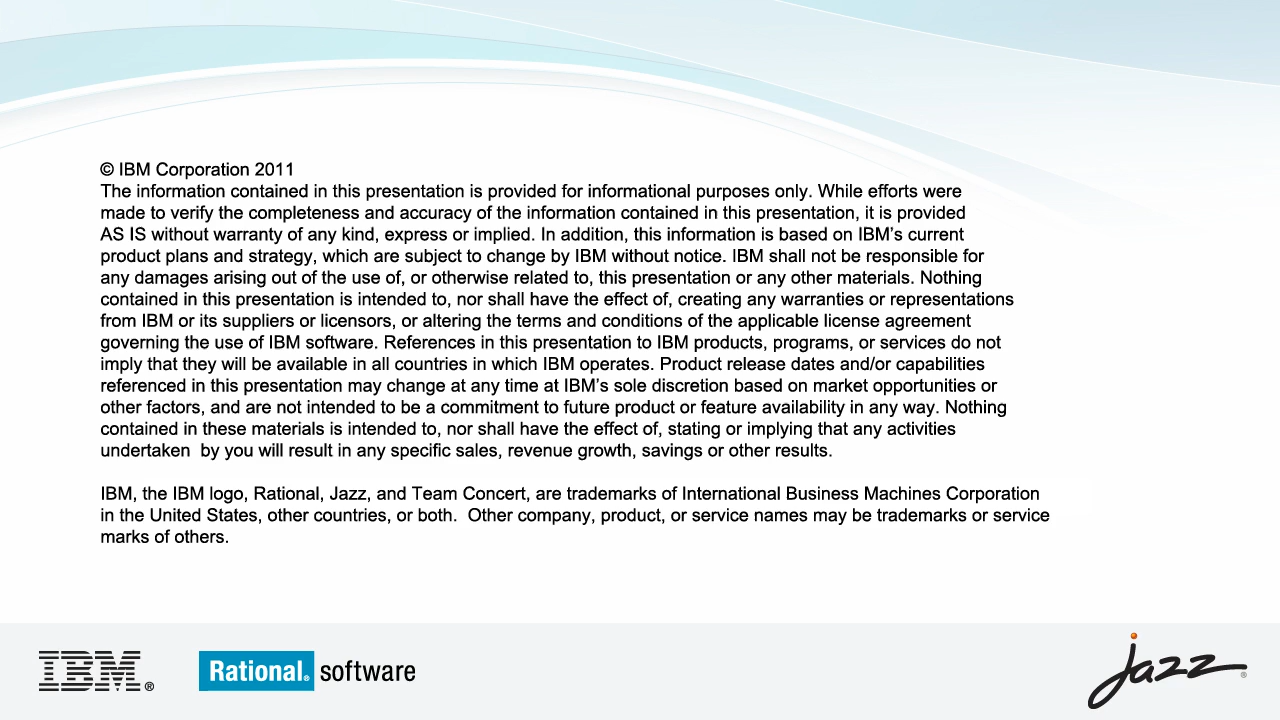 © IBM Corporation 2011
The information contained in this presentation is provided for informational purposes only. While efforts were
made to verify the completeness and accuracy of the information contained in this presentation, it is provided
AS IS without warranty of any kind, express or implied. In addition, this information is based on IBM's current
product plans and strategy, which are subject to change by IBM without notice. IBM shall not be responsible for
any damages arising out of the use of, or otherwise related to, this presentation or any other materials. Nothing
contained in this presentation is intended to, nor shall have the effect of, creating any warranties or representations
from IBM or its suppliers or licensors, or altering the terms and conditions of the applicable license agreement
governing the use of IBM software. References in this presentation to IBM products, programs, or services do not
imply that they will be available in all countries in which IBM operates. Product release dates and/or capabilities
referenced in this presentation may change at any time at IBM's sole discretion based on market opportunities or
other factors, and are not intended to be a commitment to future product or feature availability in any way. Nothing
contained in these materials is intended to, nor shall have the effect of, stating or implying that any activities
undertaken  by you will result in any specific sales, revenue growth, savings or other results.
IBM, the IBM logo, Rational, Jazz, and Team Concert, are trademarks of International Business Machines Corporation
in the United States, other countries, or both.  Other company, product, or service names may be trademarks or service
marks of others.
IBM® Rational® software jazz®